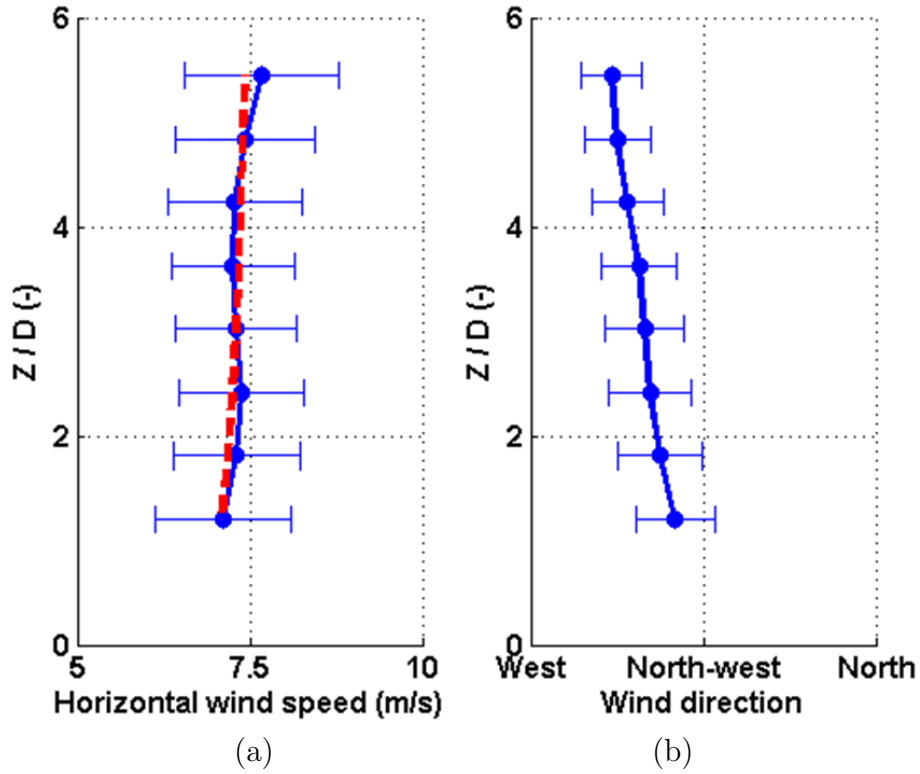 6
4
2
0
Z / D (-)
5 7.5 10
Horizontal wind speed (m/s)
(a)
6
4
2
0
Z / D (-)
West North-west North
Wind direction
(b)